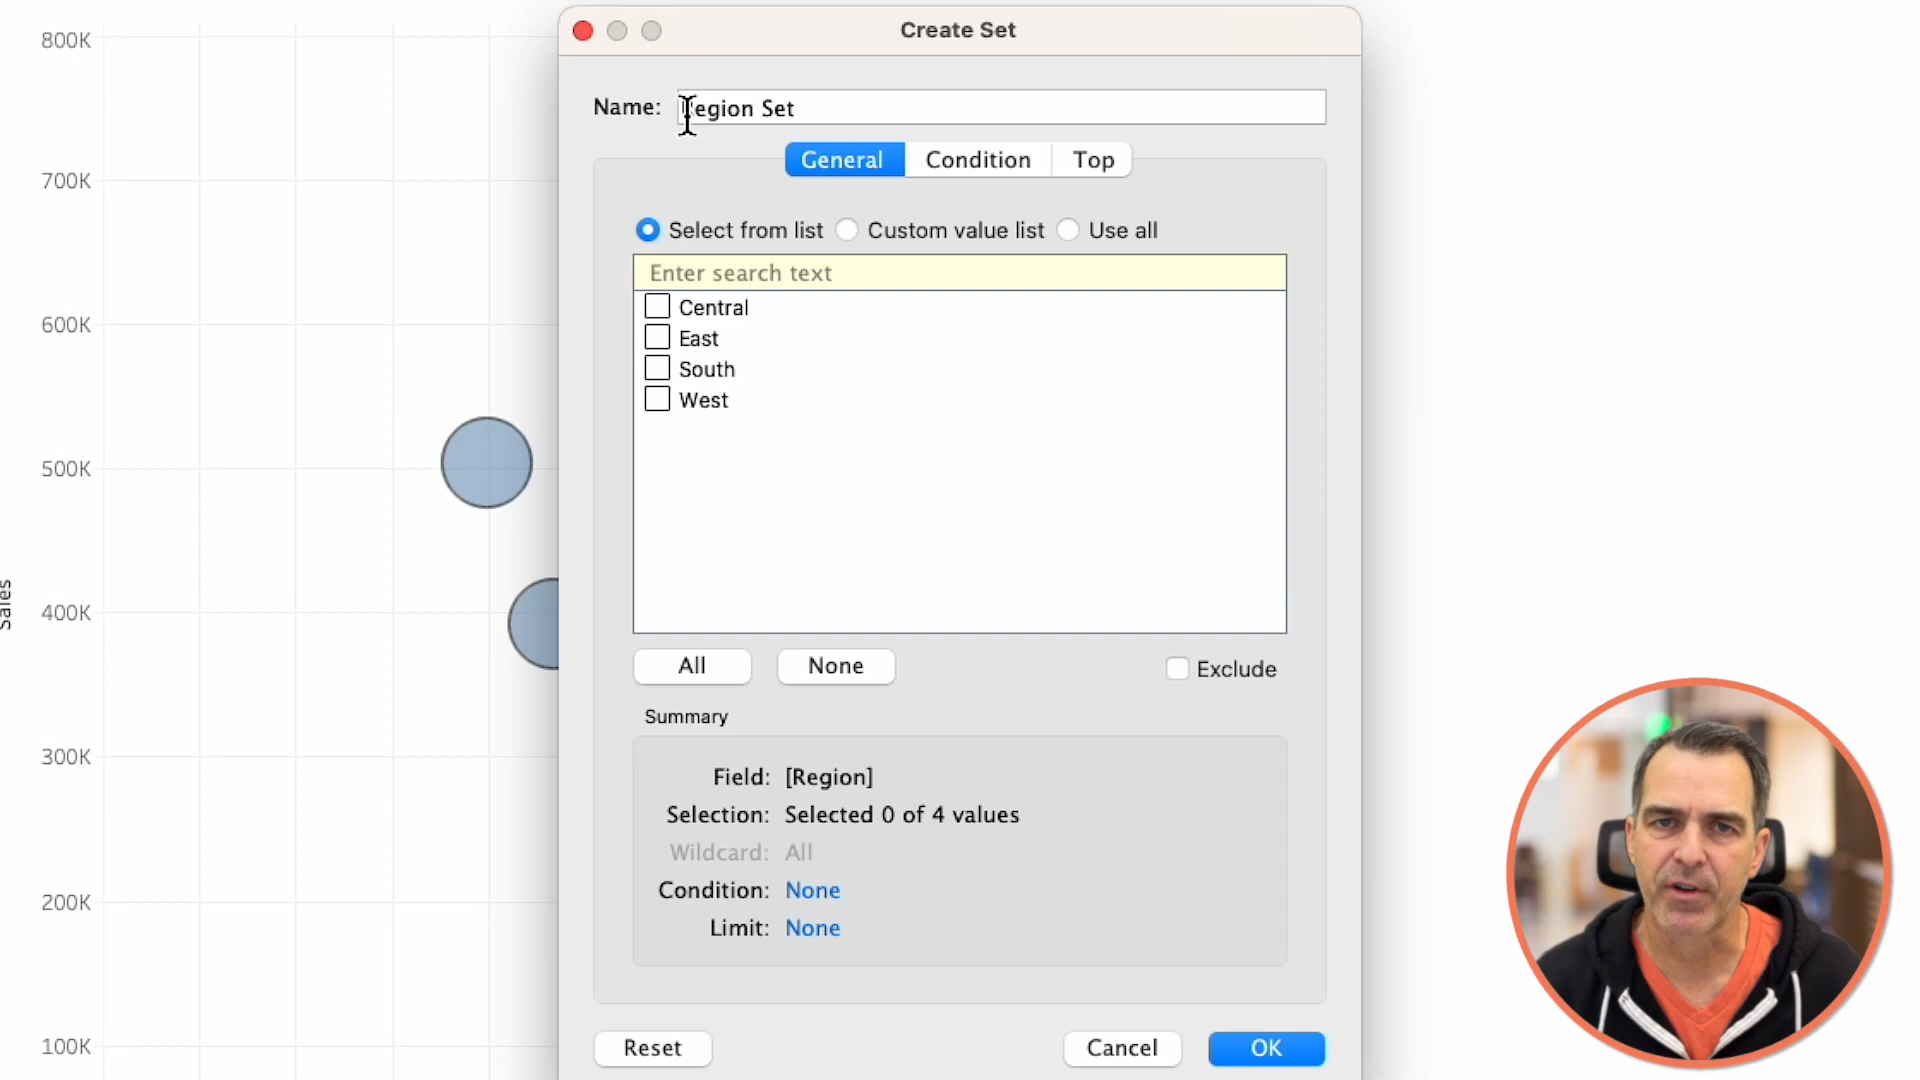 Create Set
Name: Region Set
General Condition Top
Select from list Custom value list Use all
Enter search text
Central
East
South
West
All None Exclude
Summary
Field: [Region]
Selection: Selected 0 of 4 values
Wildcard: All
Condition: None
Limit: None
Reset Cancel OK
Sales
800K
700K
600K
500K
400K
300K
200K
100K